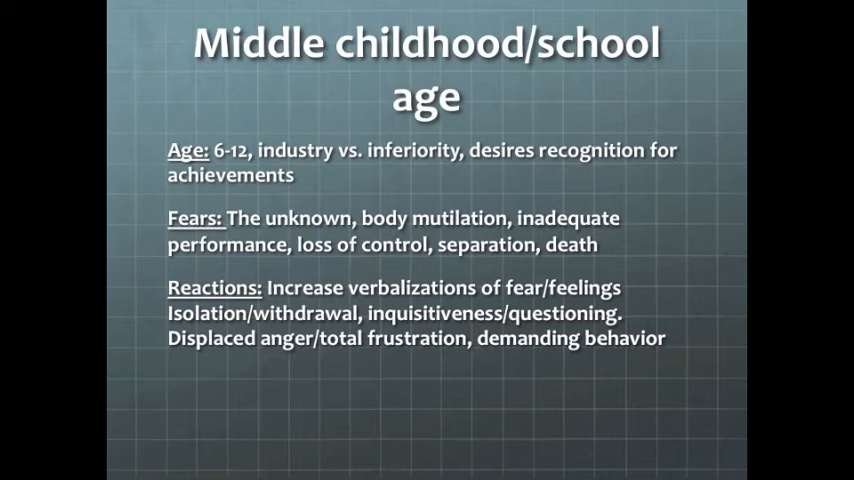 Middle childhood/school
age
Age: 6-12, industry vs. inferiority, desires recognition for
achievements
Fears: The unknown, body mutilation, inadequate
performance, loss of control, separation, death
Reactions: Increase verbalizations of fear/feelings
Isolation/withdrawal, inquisitiveness/questioning.
Displaced anger/total frustration, demanding behavior